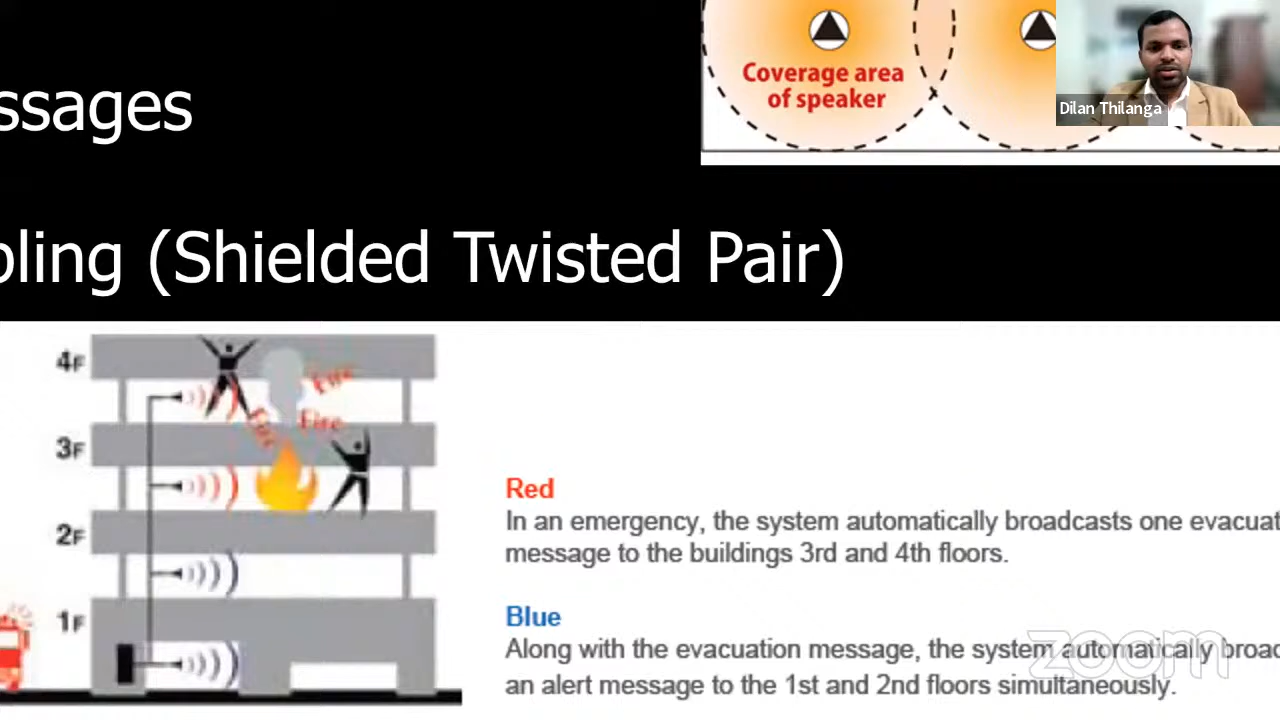 ssages
Coverage area
of speaker
Dilan Thilanga
bling (Shielded Twisted Pair)
4F
Fire
Fire
Fire
3F
2F
1F
Red
In an emergency, the system automatically broadcasts one evacuat
message to the buildings 3rd and 4th floors.
Blue
Along with the evacuation message, the system automatically broad
an alert message to the 1st and 2nd floors simultaneously.
zoom